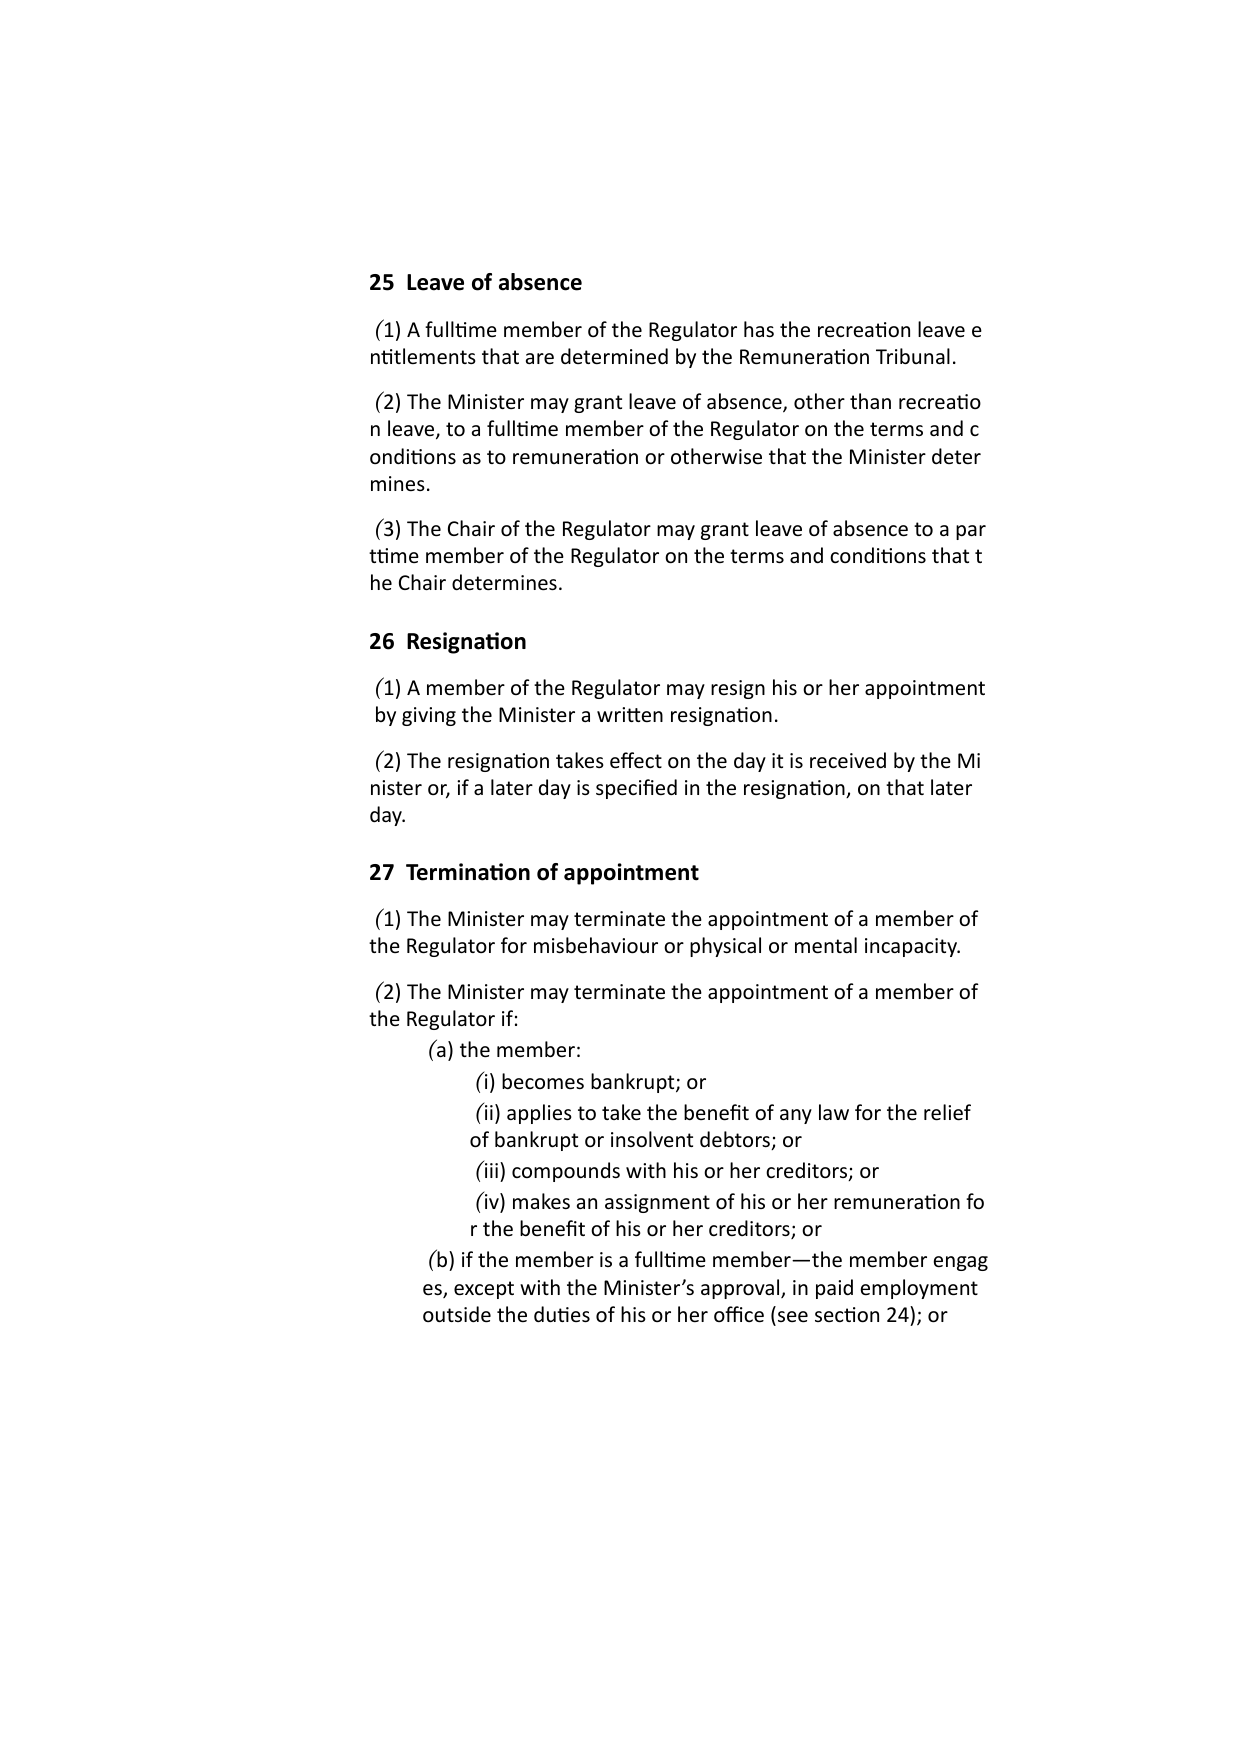 25 Leave of absence
(1) A fulltime member of the Regulator has the recreation leave e
ntitlements that are determined by the Remuneration Tribunal.
(2) The Minister may grant leave of absence, other than recreatio
n leave, to a fulltime member of the Regulator on the terms and c
onditions as to remuneration or otherwise that the Minister deter
mines.
(3) The Chair of the Regulator may grant leave of absence to a par
ttime member of the Regulator on the terms and conditions that t
he Chair determines.
26 Resignation
(1) A member of the Regulator may resign his or her appointment
by giving the Minister a written resignation.
(2) The resignation takes effect on the day it is received by the Mi
nister or, if a later day is specified in the resignation, on that later
day.
27 Termination of appointment
(1) The Minister may terminate the appointment of a member of
the Regulator for misbehaviour or physical or mental incapacity.
(2) The Minister may terminate the appointment of a member of
the Regulator if:
(a) the member:
(i) becomes bankrupt; or
(ii) applies to take the benefit of any law for the relief
of bankrupt or insolvent debtors; or
(iii) compounds with his or her creditors; or
(iv) makes an assignment of his or her remuneration fo
r the benefit of his or her creditors; or
(b) if the member is a fulltime member—the member engag
es, except with the Minister’s approval, in paid employment
outside the duties of his or her office (see section 24); or